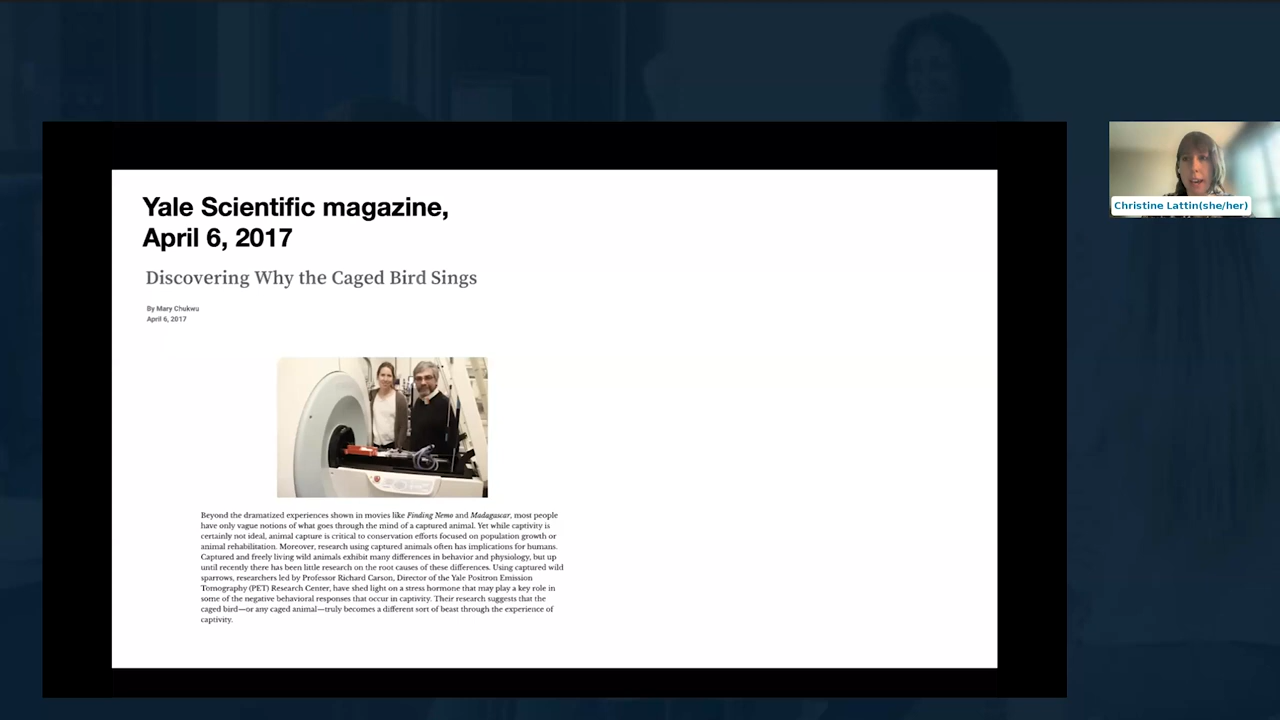 Yale Scientific magazine,
April 6, 2017
Discovering Why the Caged Bird Sings
By Mary Chukwu
April 6, 2017
Beyond the dramatized experiences shown in movies like Finding Nemo and Madagascar, most people
have only vague notions of what goes through the mind of a captured animal. Yet while captivity is
certainly not ideal, animal capture is critical to conservation efforts focused on population growth or
animal rehabilitation. Moreover, research using captured animals often has implications for humans.
Captured and freely living wild animals exhibit many differences in behavior and physiology, but up
until recently there has been little research on the root causes of these differences. Using captured wild
sparrows, researchers led by Professor Richard Carson, Director of the Yale Positron Emission
Tomography (PET) Research Center, have shed light on a stress hormone that may play a key role in
some of the negative behavioral responses that occur in captivity. Their research suggests that the
caged bird—or any caged animal—truly becomes a different sort of beast through the experience of
captivity.
Christine Lattin(she/her)